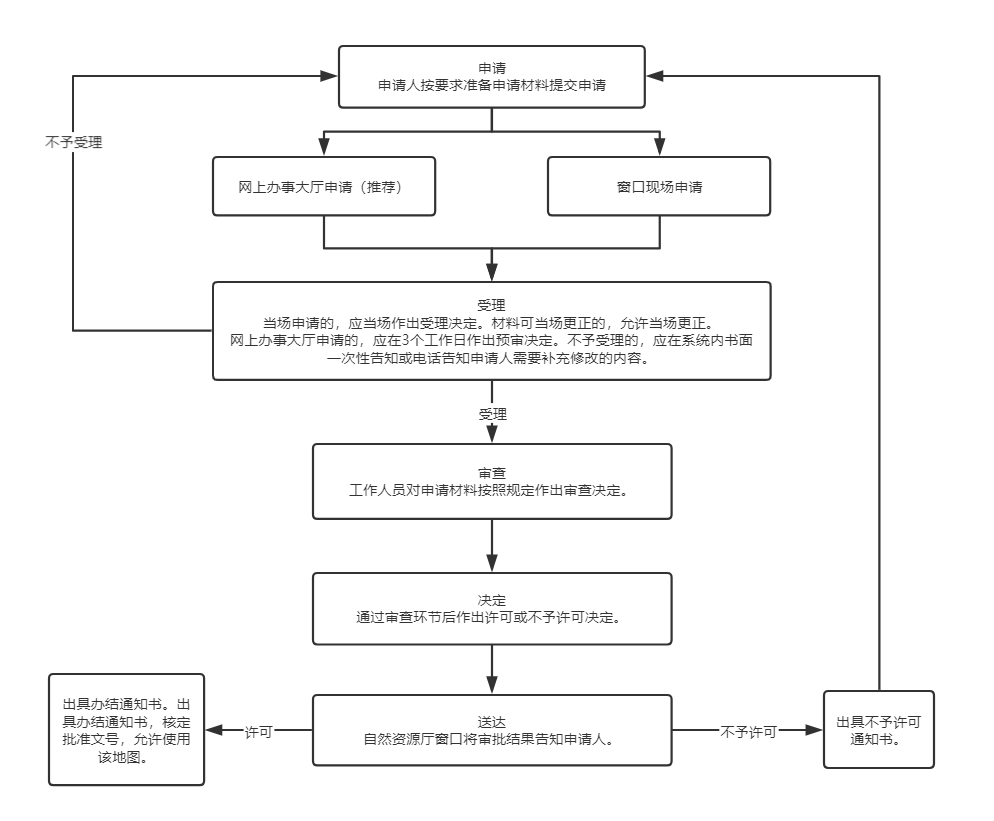 申请
申请人按要求准备申请材料提交申请
不予受理
网上办事大厅申请（推荐）
窗口现场申请
受理
当场申请的，应当场作出受理决定。材料可当场更正的，允许当场更正。
网上办事大厅申请的，应在3个工作日作出预审决定。不予受理的，应在系统内书面
一次性告知或电话告知申请人需要补充修改的内容。
受理
审查
工作人员对申请材料按照规定作出审查决定。
决定
通过审查环节后作出许可或不予许可决定。
出具办结通知书。出
具办结通知书，核定
批准文号，允许使用
该地图。
许可
送达
自然资源厅窗口将审批结果告知申请人。
不予许可
出具不予许可
通知书。